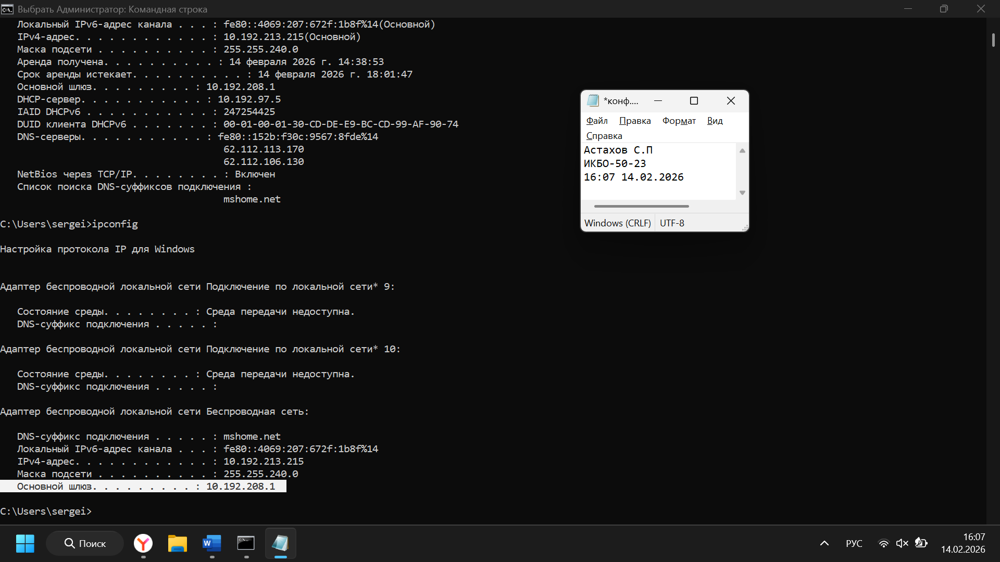 Выбрать Администратор: Командная строка
Локальный IPv6-адрес канала . . . : fe80::4069:207:672f:1b8f%14(Основной)
IPv4-адрес. . . . . . . . . . . . : 10.192.213.215(Основной)
Маска подсети . . . . . . . . . . : 255.255.240.0
Аренда получена. . . . . . . . . . : 14 февраля 2026 г. 14:38:53
Срок аренды истекает. . . . . . . . . . : 14 февраля 2026 г. 18:01:47
Основной шлюз. . . . . . . . . : 10.192.208.1
DHCP-сервер. . . . . . . . . . . : 10.192.97.5
IAID DHCPv6 . . . . . . . . . . . : 247254425
DUID клиента DHCPv6 . . . . . . . : 00-01-00-01-30-CD-DE-E9-BC-CD-99-AF-90-74
DNS-серверы. . . . . . . . . . . : fe80::152b:f30c:9567:8fde%14
62.112.113.170
62.112.106.130
NetBios через TCP/IP. . . . . . . . : Включен
Список поиска DNS-суффиксов подключения :
mshome.net
C:\Users\sergei>ipconfig
Настройка протокола IP для Windows
Адаптер беспроводной локальной сети Подключение по локальной сети* 9:
Состояние среды. . . . . . . . : Среда передачи недоступна.
DNS-суффикс подключения . . . . . :
Адаптер беспроводной локальной сети Подключение по локальной сети* 10:
Состояние среды. . . . . . . . : Среда передачи недоступна.
DNS-суффикс подключения . . . . . :
Адаптер беспроводной локальной сети Беспроводная сеть:
DNS-суффикс подключения . . . . . : mshome.net
Локальный IPv6-адрес канала . . . : fe80::4069:207:672f:1b8f%14
IPv4-адрес. . . . . . . . . . . . : 10.192.213.215
Маска подсети . . . . . . . . . . : 255.255.240.0
Основной шлюз. . . . . . . . . : 10.192.208.1
C:\Users\sergei>
*конф....
Файл Правка Формат Вид
Справка
Астахов С.П
ИКБО-50-23
16:07 14.02.2026
Windows (CRLF) UTF-8
Поиск
РУС
16:07
14.02.2026